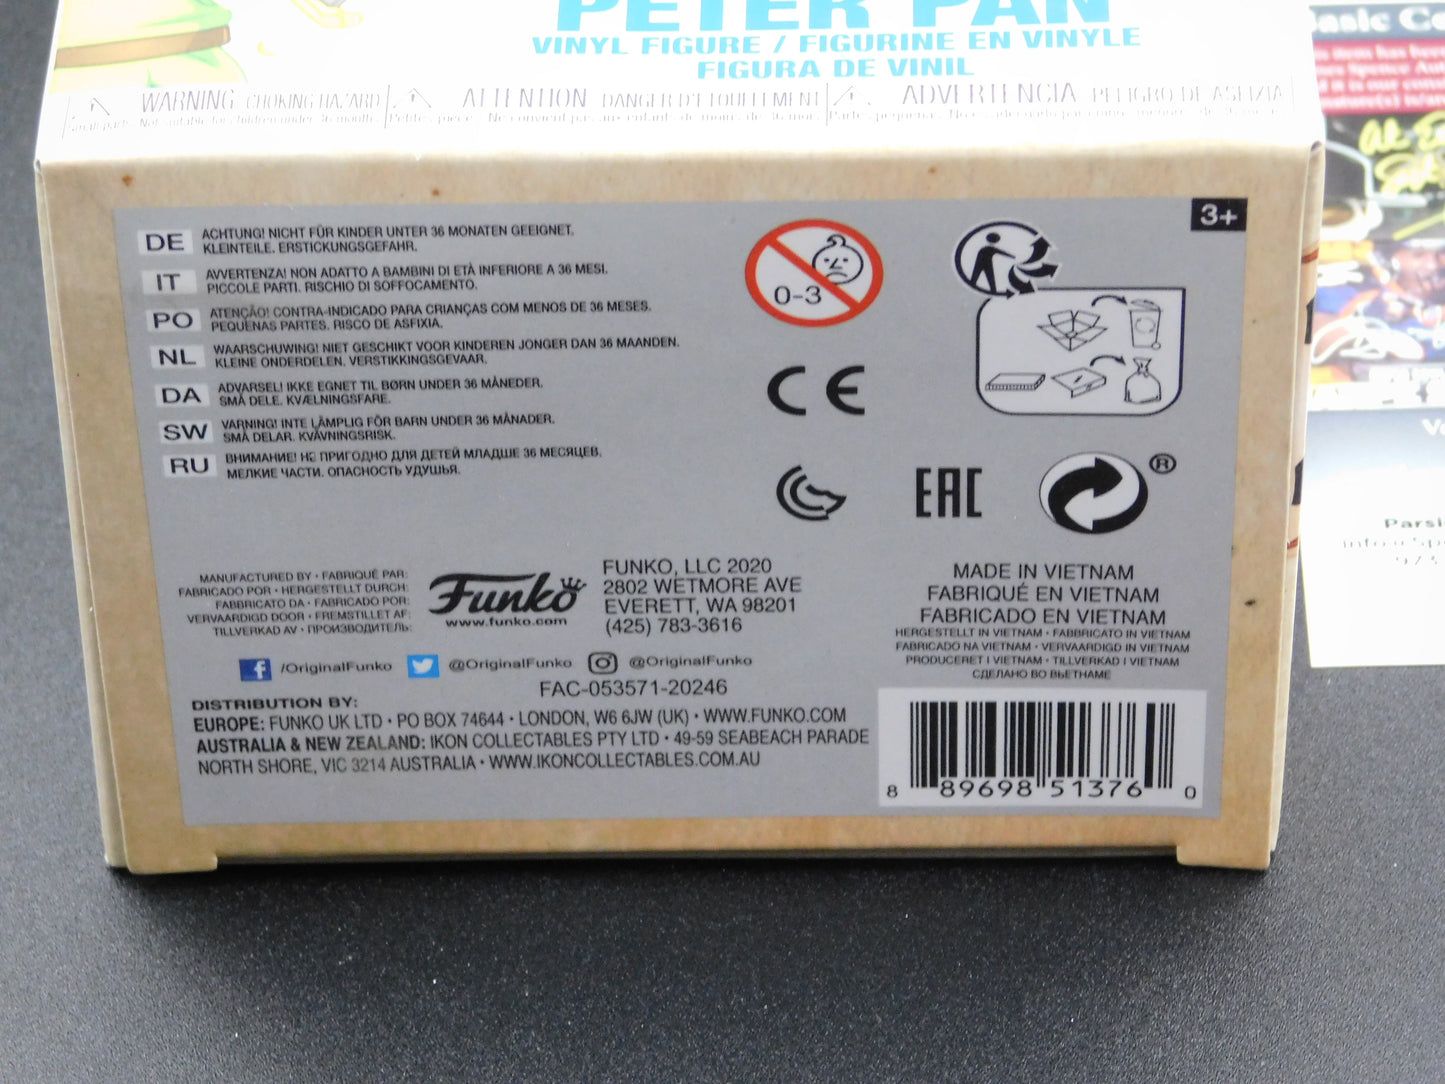 PETER PAN
VINYL FIGURE / FIGURINE EN VINYLE
FIGURA DE VINIL
WARNING CHOKING HAZARD
Small parts. Not suitable for children under 36 months.
ATTENTION DANGER D'ETOUFFEMENT
ADVERTENCIA PELIGRO DE ASFIXIA
3+
DE ACHTUNG! NICHT FÜR KINDER UNTER 36 MONATEN GEEIGNET.
KLEINTEILE. ERSTICKUNGSGEFAHR.
IT AVVERTENZA! NON ADATTO A BAMBINI DI ETÀ INFERIORE A 36 MESI.
PICCOLE PARTI. RISCHIO DI SOFFOCAMENTO.
PO ATENÇÃO! CONTRA-INDICADO PARA CRIANÇAS COM MENOS DE 36 MESES.
PEQUENAS PARTES. RISCO DE ASFIXIA.
NL WAARSCHUWING! NIET GESCHIKT VOOR KINDEREN JONGER DAN 36 MAANDEN.
KLEINE ONDERDELEN. VERSTIKKINGSGEVAAR.
DA ADVARSEL! IKKE EGNET TIL BØRN UNDER 36 MÅNEDER.
SMÅ DELE. KVÆLNINGSFARE.
SW VARNING! INTE LÄMPLIG FÖR BARN UNDER 36 MÅNADER.
SMÅ DELAR. KVÄVNINGSRISK.
RU ВНИМАНИЕ! НЕ ПРИГОДНО ДЛЯ ДЕТЕЙ МЛАДШЕ 36 МЕСЯЦЕВ.
МЕЛКИЕ ЧАСТИ. ОПАСНОСТЬ УДУШЬЯ.
0-3
CE
EAC
®
MANUFACTURED BY • FABRIQUÉ PAR:
FABRICADO POR • HERGESTELLT DURCH:
FABBRICATO DA • FABRICADO POR:
VERVAARDIGD DOOR • FREMSTILLET AF:
TILLVERKAD AV • ПРОИЗВОДИТЕЛЬ:
Funko
www.funko.com
FUNKO, LLC 2020
2802 WETMORE AVE
EVERETT, WA 98201
(425) 783-3616
MADE IN VIETNAM
FABRIQUÉ EN VIETNAM
FABRICADO EN VIETNAM
HERGESTELLT IN VIETNAM • FABBRICATO IN VIETNAM
FABRICADO NA VIETNAM • VERVAARDIGD IN VIETNAM
PRODUCERET I VIETNAM • TILLVERKAD I VIETNAM
СДЕЛАНО ВО ВЬЕТНАМЕ
/OriginalFunko @OriginalFunko @OriginalFunko
FAC-053571-20246
DISTRIBUTION BY:
EUROPE: FUNKO UK LTD • PO BOX 74644 • LONDON, W6 6JW (UK) • WWW.FUNKO.COM
AUSTRALIA & NEW ZEALAND: IKON COLLECTABLES PTY LTD • 49-59 SEABEACH PARADE
NORTH SHORE, VIC 3214 AUSTRALIA • WWW.IKONCOLLECTABLES.COM.AU
8 89698 51376 0